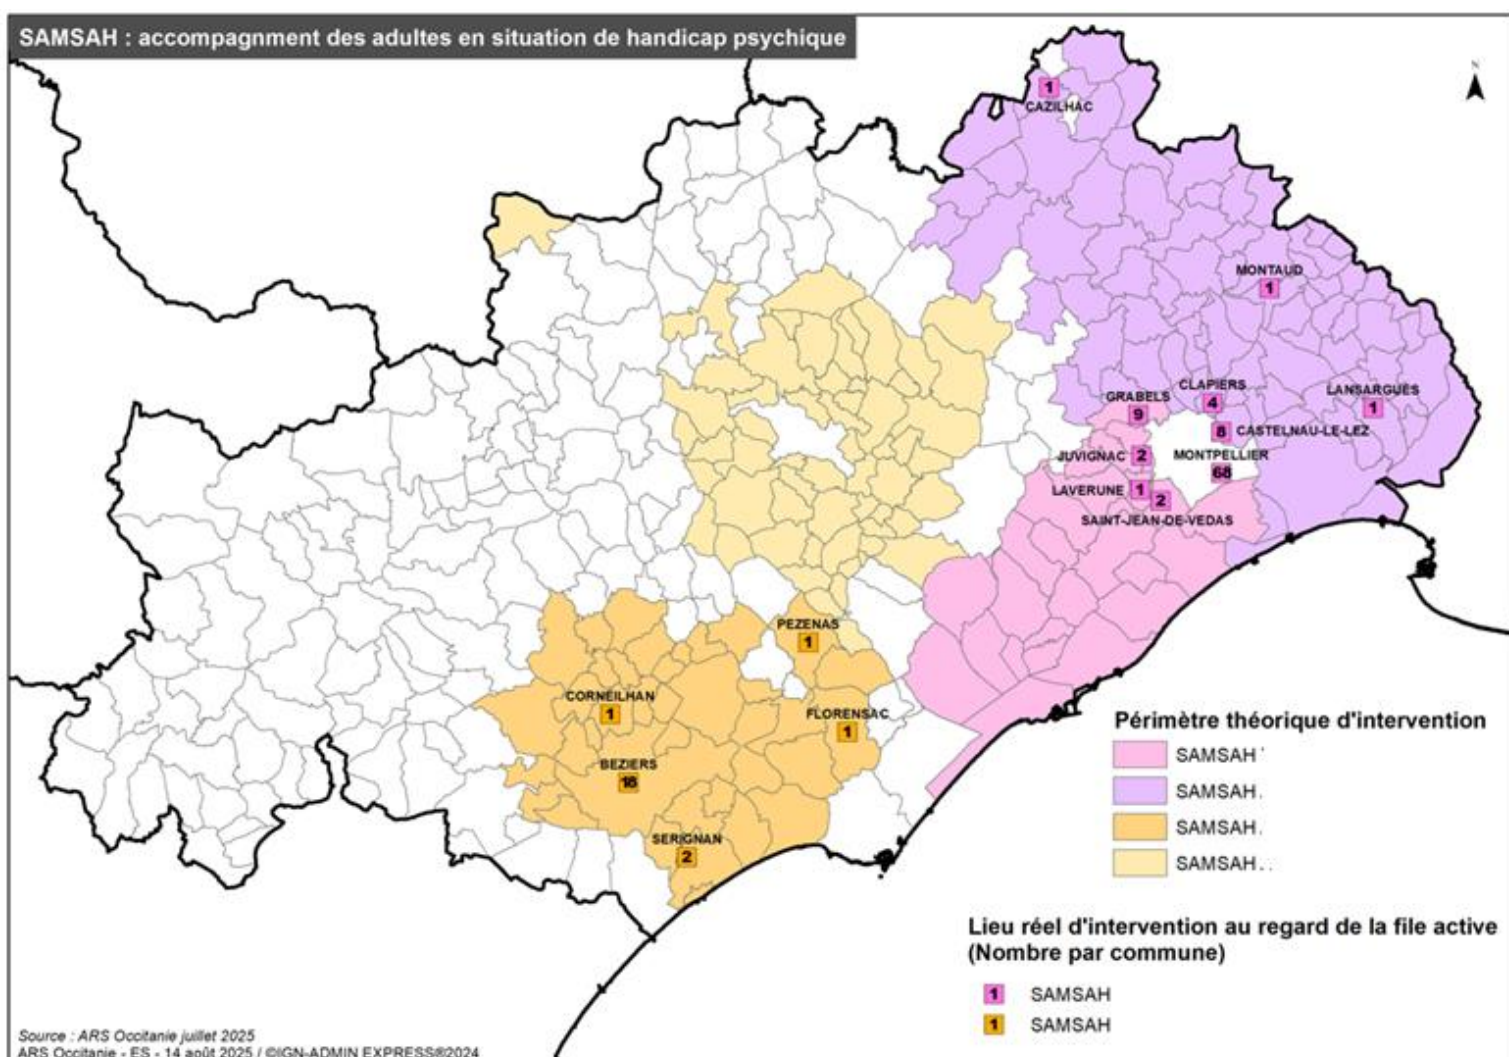 SAMSAH : accompagnment des adultes en situation de handicap psychique
N
1
CAZILHAC
MONTAUD
1
GRABELS
9
CLAPIERS
4
LANSARGUES
1
8 CASTELNAU-LE-LEZ
JUVIGNAC 2
MONTPELLIER
68
LAVERUNE 1
2
SAINT-JEAN-DE-VEDAS
PEZENAS
1
CORNEILHAN
1
FLORENSAC
1
BEZIERS
18
SERIGNAN
2
Périmètre théorique d'intervention
SAMSAH
SAMSAH
SAMSAH
SAMSAH
Lieu réel d'intervention au regard de la file active
(Nombre par commune)
1 SAMSAH
1 SAMSAH
Source : ARS Occitanie juillet 2025
ARS Occitanie - ES - 14 août 2025 / ©IGN-ADMIN EXPRESS®2024